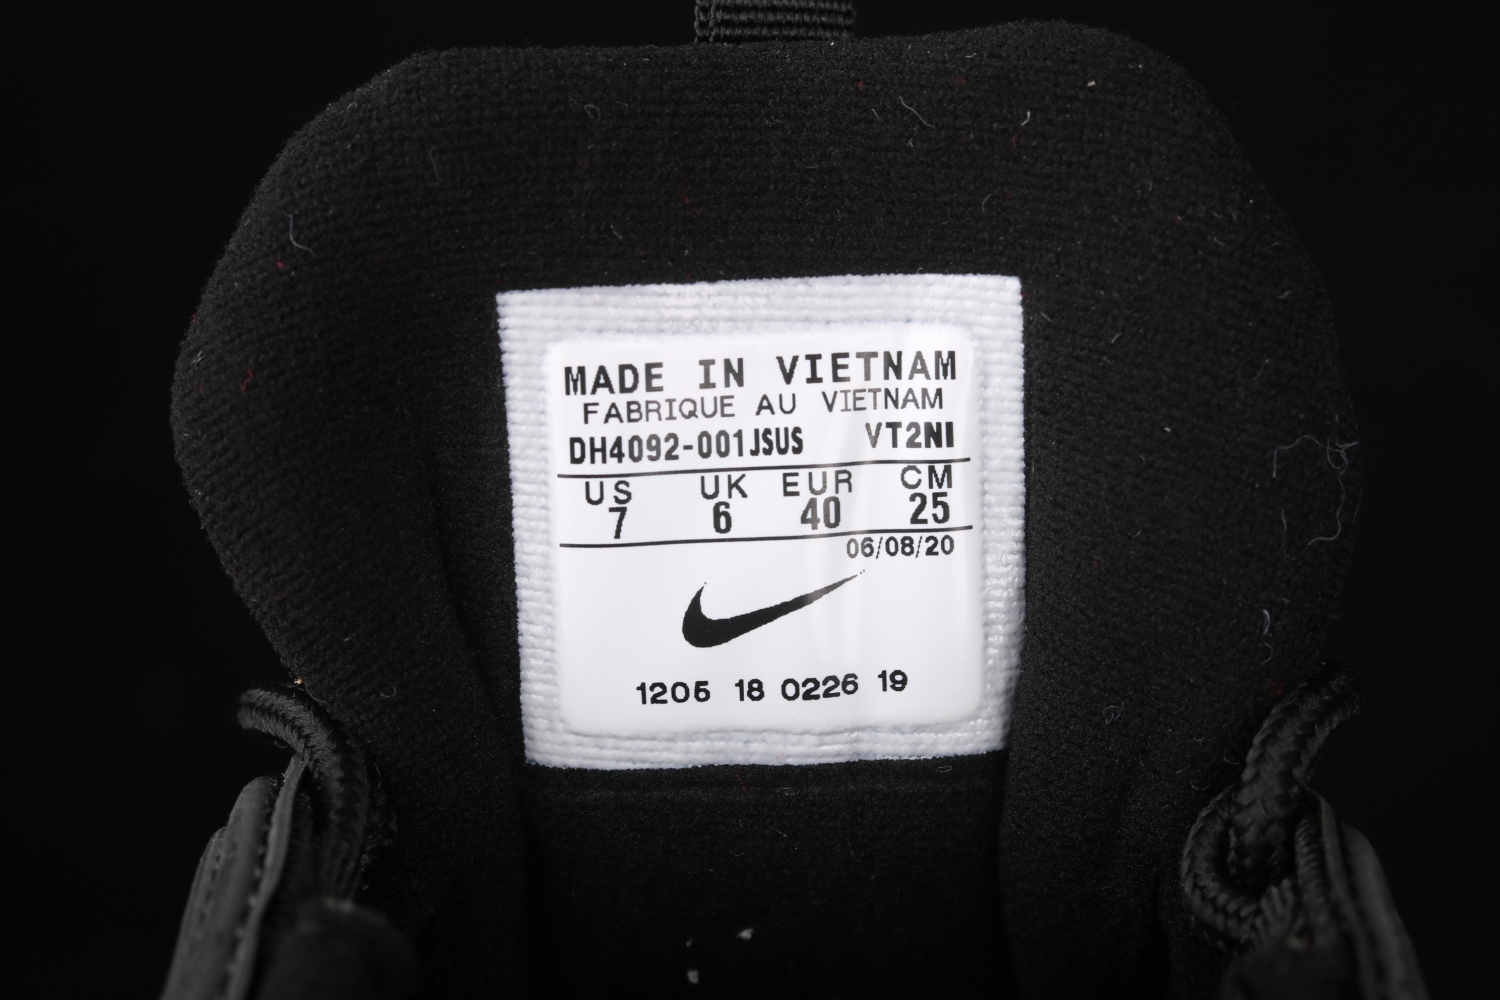 MADE IN VIETNAM
FABRIQUE AU VIETNAM
DH4092-001JSUS VT2NI
US UK EUR CM
7 6 40 25
06/08/20
1205 18 0226 19